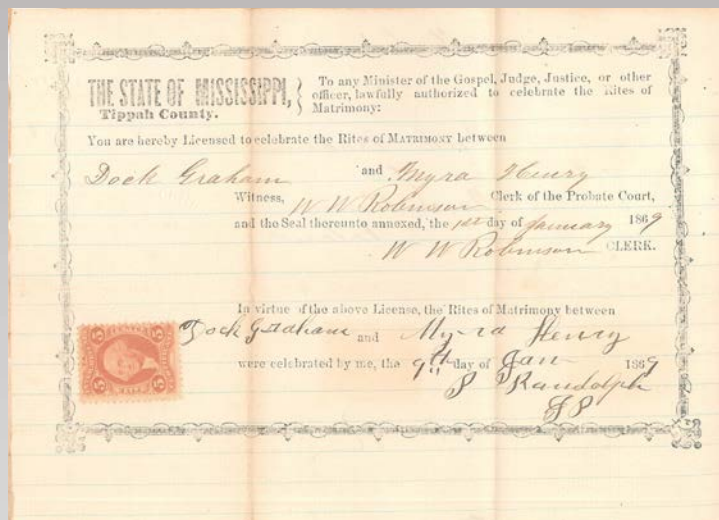 THE STATE OF MISSISSIPPI,
Tippah County.
To any Minister of the Gospel, Judge, Justice, or other
officer, lawfully authorized to celebrate the Rites of
Matrimony:
You are hereby Licensed to celebrate the Rites of MATRIMONY between
Dock Graham and Myra Henry
Witness, W W Robinson Clerk of the Probate Court,
and the Seal thereunto annexed, the 1st day of January 1869
W W Robinson CLERK.
In virtue of the above License, the Rites of Matrimony between
Dock Graham and Myra Henry
were celebrated by me, the 9th day of Jan 1869
S Randolph
J P
5 5
5 5